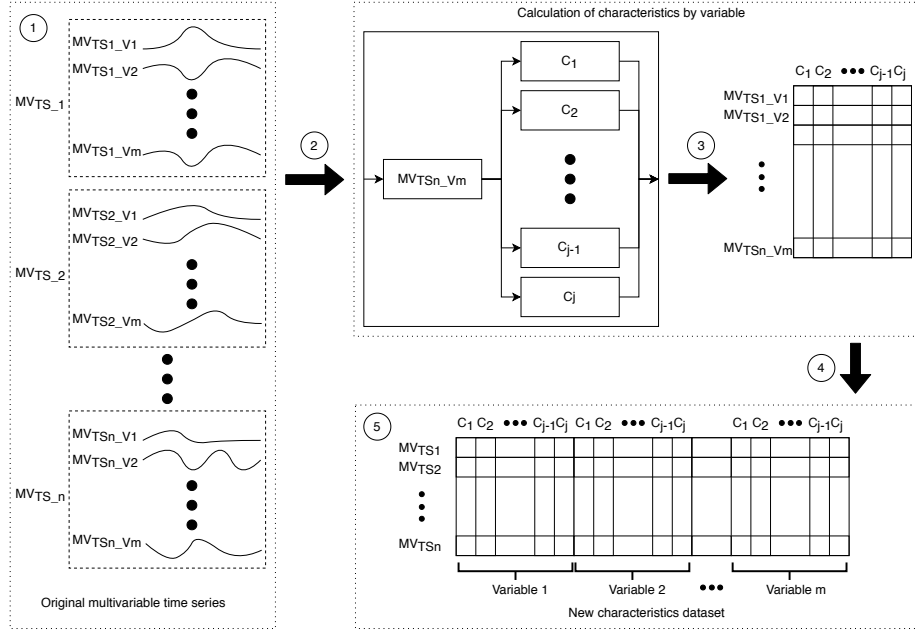 1
MVTS1_V1
MVTS1_V2
MVTS_1
MVTS1_Vm
MVTS2_V1
MVTS2_V2
MVTS_2
MVTS2_Vm
MVTSn_V1
MVTSn_V2
MVTS_n
MVTSn_Vm
Original multivariable time series
2
Calculation of characteristics by variable
MVTSn_Vm
C1
C2
Cj-1
Cj
3
C1 C2 Cj-1 Cj
MVTS1_V1
MVTS1_V2
MVTSn_Vm
4
5
C1 C2 Cj-1 Cj C1 C2 Cj-1 Cj C1 C2 Cj-1 Cj
MVTS1
MVTS2
MVTSn
Variable 1 Variable 2 Variable m
New characteristics dataset